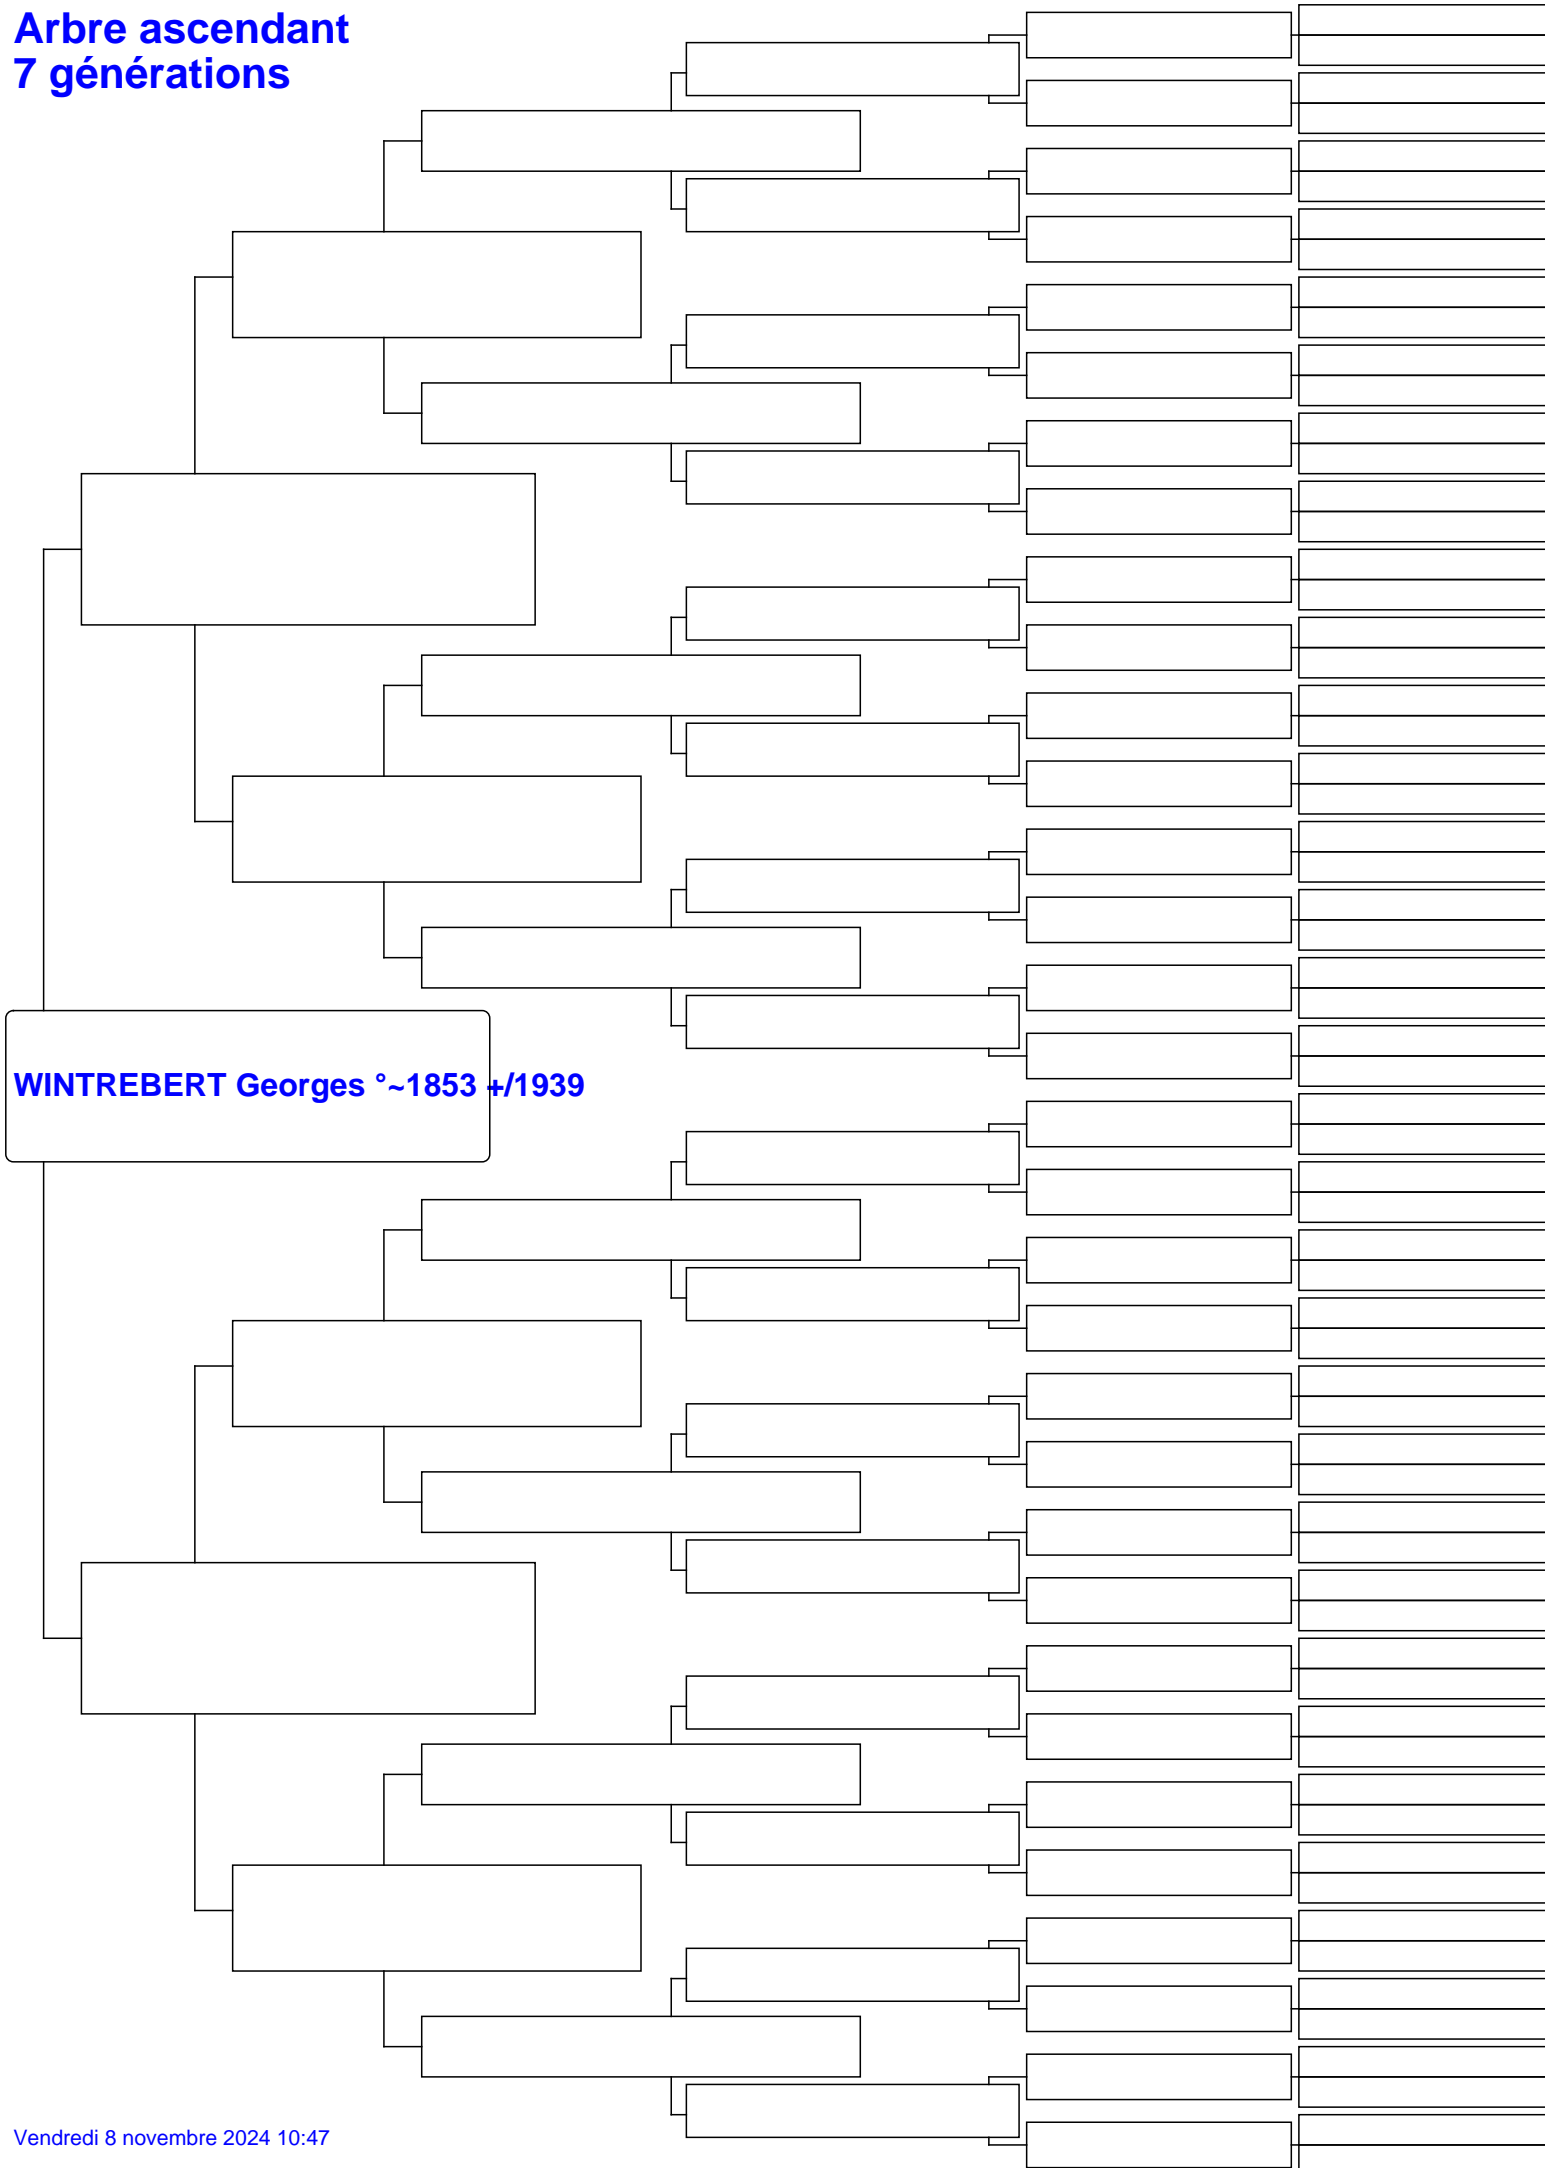 Arbre ascendant
7 générations
WINTREBERT Georges °~1853 +/1939
Vendredi 8 novembre 2024 10:47